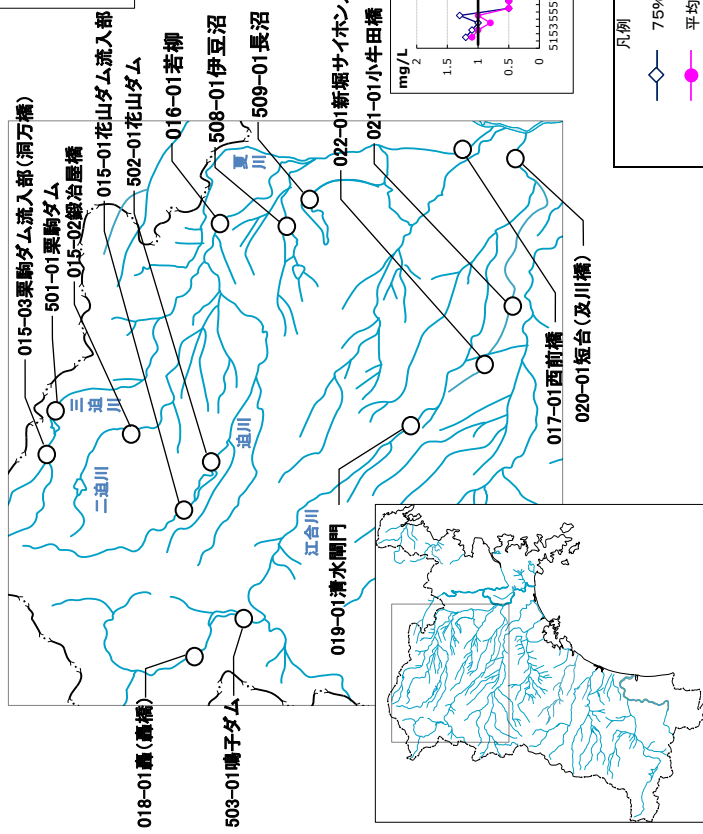 015-03栗駒ダム流入部(洞万橋)
501-01栗駒ダム
015-02鍛冶屋橋
015-01花山ダム流入部
502-01花山ダム
016-01若柳
508-01伊豆沼
509-01長沼
022-01新堀サイホン
021-01小牛田橋
三迫川
二迫川
迫川
夏川
江合川
018-01轟(轟橋)
503-01鳴子ダム
019-01清水閘門
017-01西前橋
020-01短台(及川橋)
mg/L
2
1.5
1
0.5
0
5153555
凡例
75%
平均